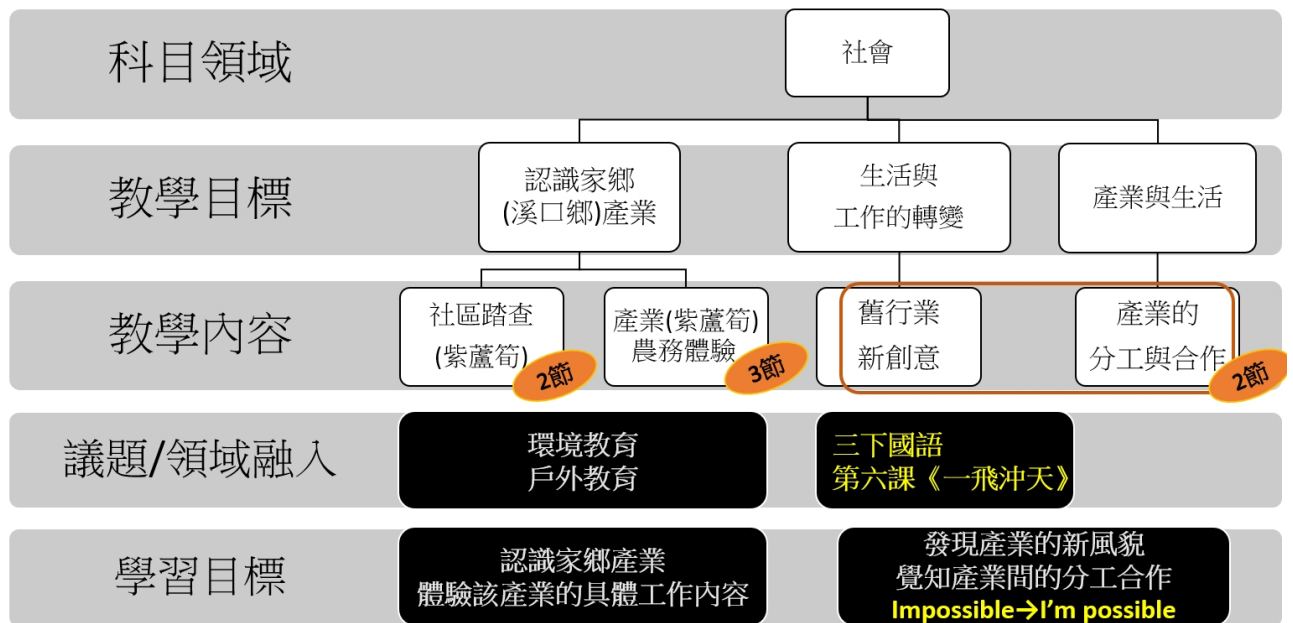 科目領域
社會
教學目標
認識家鄉
(溪口鄉)產業
生活與
工作的轉變
產業與生活
教學內容
社區踏查
(紫蘆筍)
2節
產業(紫蘆筍)
農務體驗
3節
舊行業
新創意
產業的
分工與合作
2節
議題/領域融入
環境教育
戶外教育
三下國語
第六課《一飛沖天》
學習目標
認識家鄉產業
體驗該產業的具體工作內容
發現產業的新風貌
覺知產業間的分工合作
Impossible→I’m possible